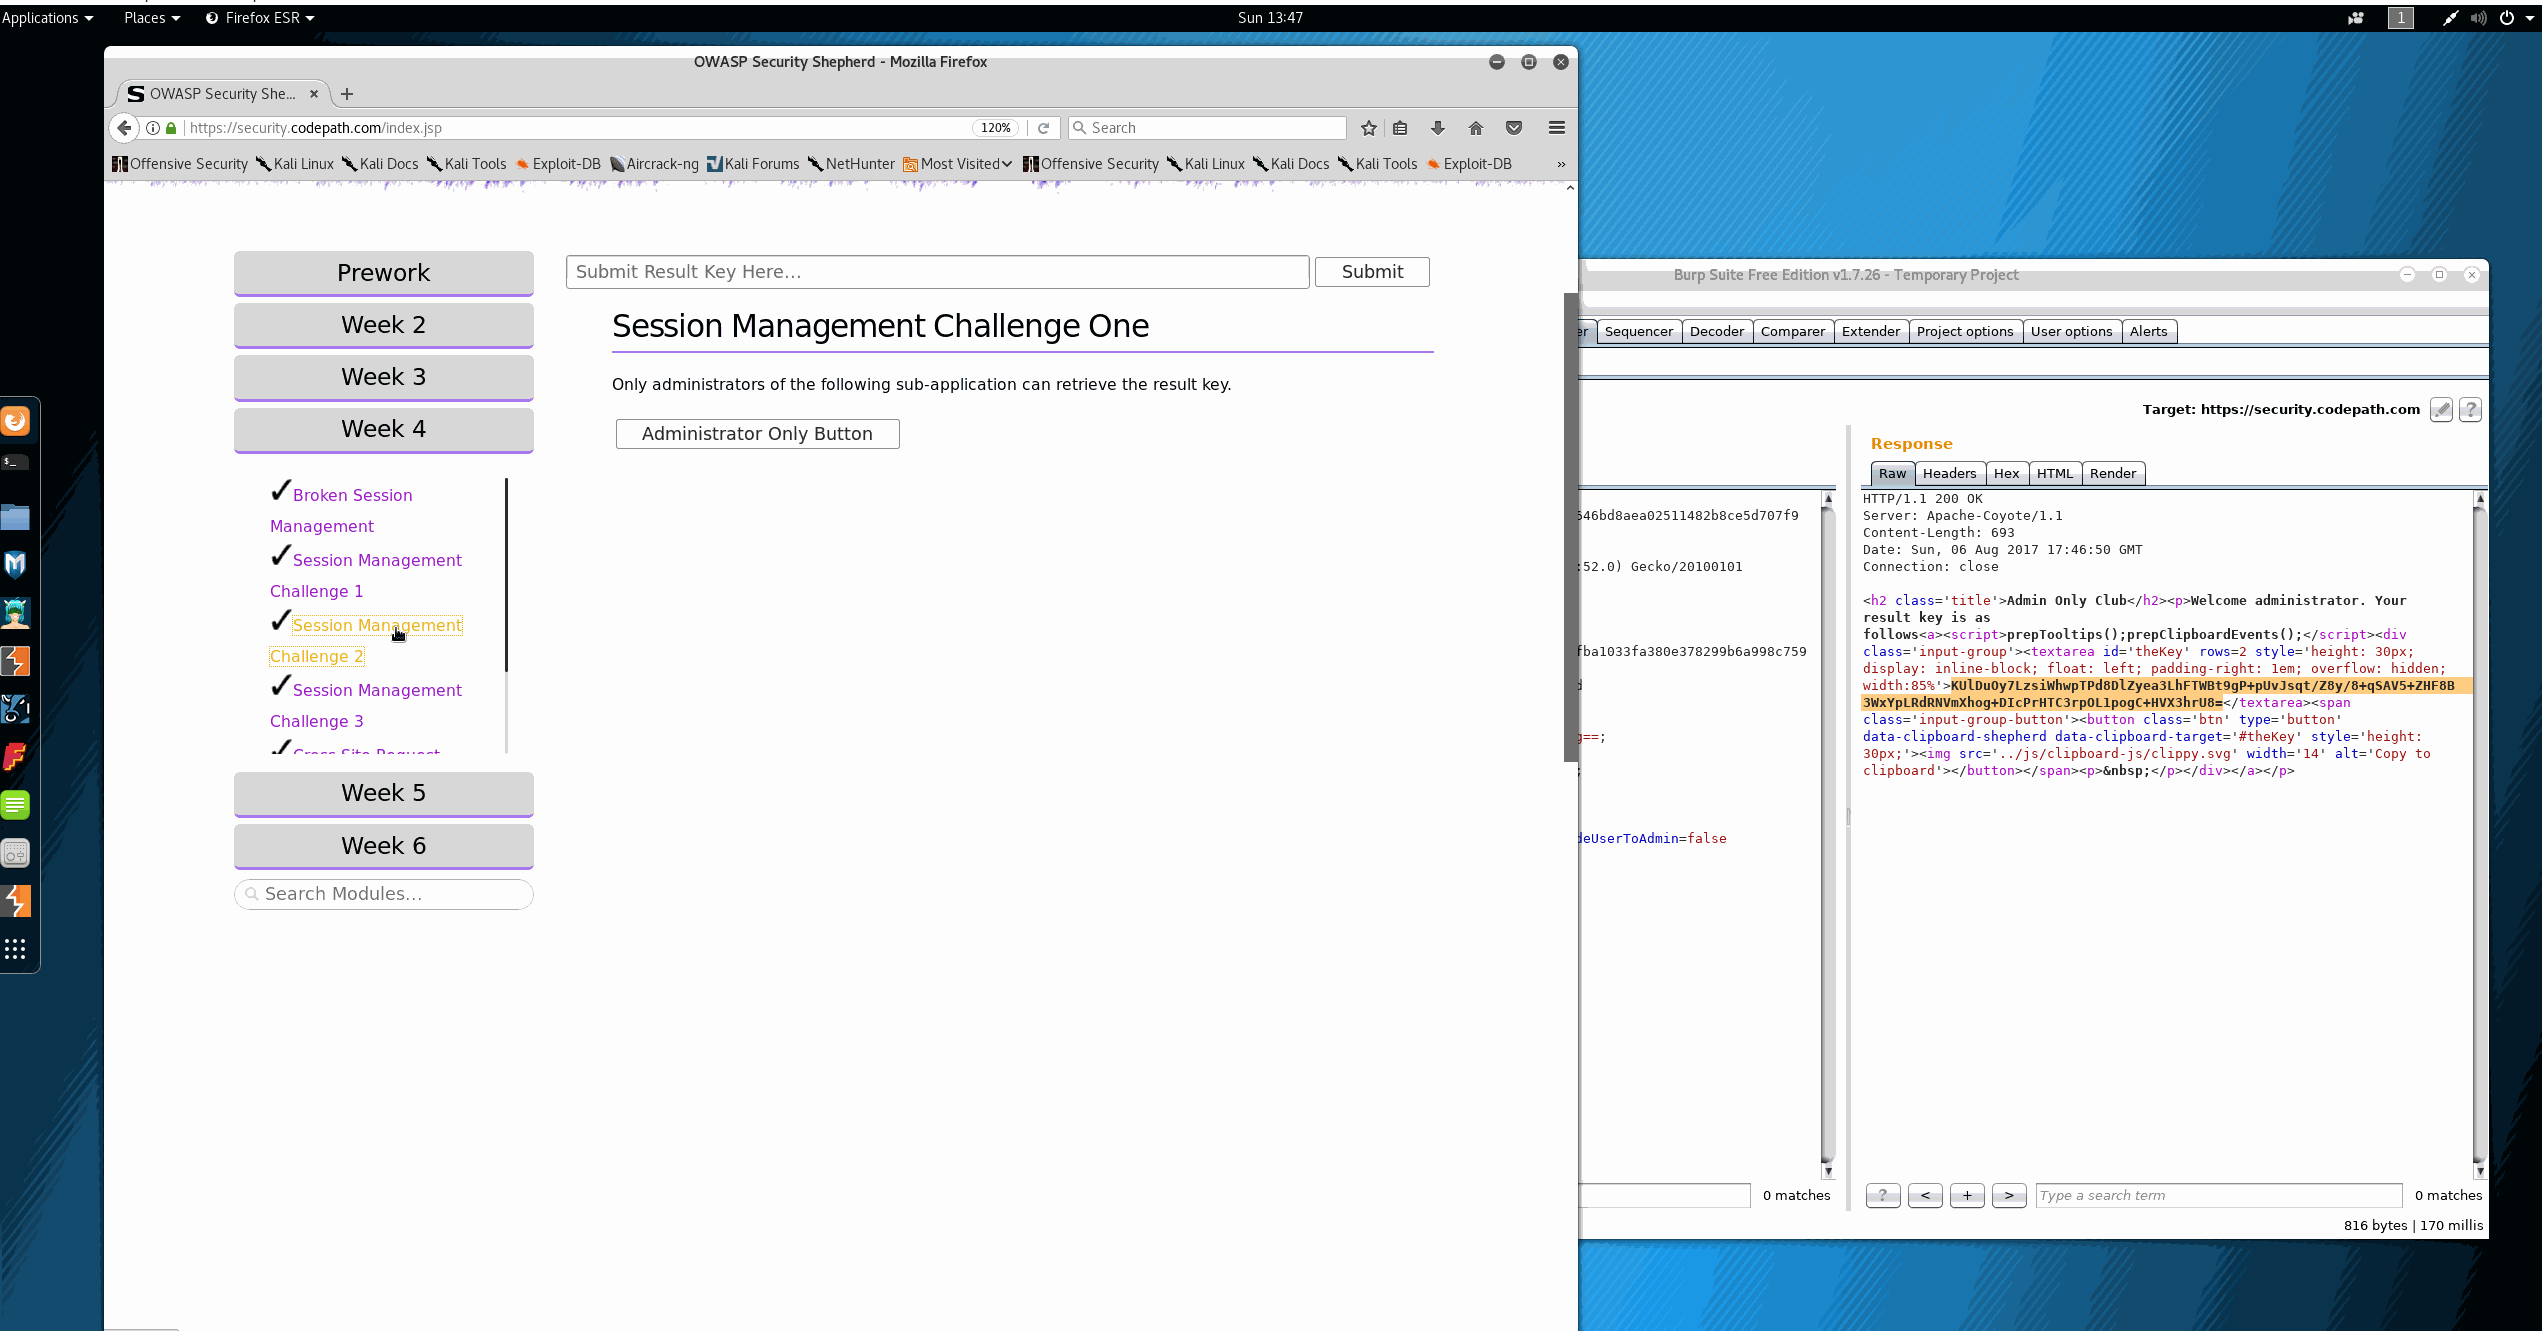 Applications Places Firefox ESR Sun 13:47 1
OWASP Security Shepherd - Mozilla Firefox
OWASP Security She...
https://security.codepath.com/index.jsp 120% Search
Offensive Security Kali Linux Kali Docs Kali Tools Exploit-DB Aircrack-ng Kali Forums NetHunter Most Visited Offensive Security Kali Linux Kali Docs Kali Tools Exploit-DB »
Prework
Week 2
Week 3
Week 4
Broken Session
Management
Session Management
Challenge 1
Session Management
Challenge 2
Session Management
Challenge 3
Cross Site Request
Week 5
Week 6
Search Modules...
Submit Result Key Here... Submit
Session Management Challenge One
Only administrators of the following sub-application can retrieve the result key.
Administrator Only Button
Burp Suite Free Edition v1.7.26 - Temporary Project
er Sequencer Decoder Comparer Extender Project options User options Alerts
Target: https://security.codepath.com ?
646bd8aea02511482b8ce5d707f9
:52.0) Gecko/20100101
fba1033fa380e378299b6a998c759
d
g==;
;
deUserToAdmin=false
0 matches
Response
Raw Headers Hex HTML Render
HTTP/1.1 200 OK
Server: Apache-Coyote/1.1
Content-Length: 693
Date: Sun, 06 Aug 2017 17:46:50 GMT
Connection: close
<h2 class='title'>Admin Only Club</h2><p>Welcome administrator. Your
result key is as
follows<a><script>prepTooltips();prepClipboardEvents();</script><div
class='input-group'><textarea id='theKey' rows=2 style='height: 30px;
display: inline-block; float: left; padding-right: 1em; overflow: hidden;
width:85%'>KUlDuOy7LzsiWhwpTPd8DlZyea3LhFTWBt9gP+pUvJsqt/Z8y/8+qSAV5+ZHF8B
3WxYpLRdRNVmXhog+DIcPrHTC3rpOL1pogC+HVX3hrU8=</textarea><span
class='input-group-button'><button class='btn' type='button'
data-clipboard-shepherd data-clipboard-target='#theKey' style='height:
30px;'><img src='../js/clipboard-js/clippy.svg' width='14' alt='Copy to
clipboard'></button></span><p>&nbsp;</p></div></a></p>
? < + > Type a search term 0 matches
816 bytes | 170 millis